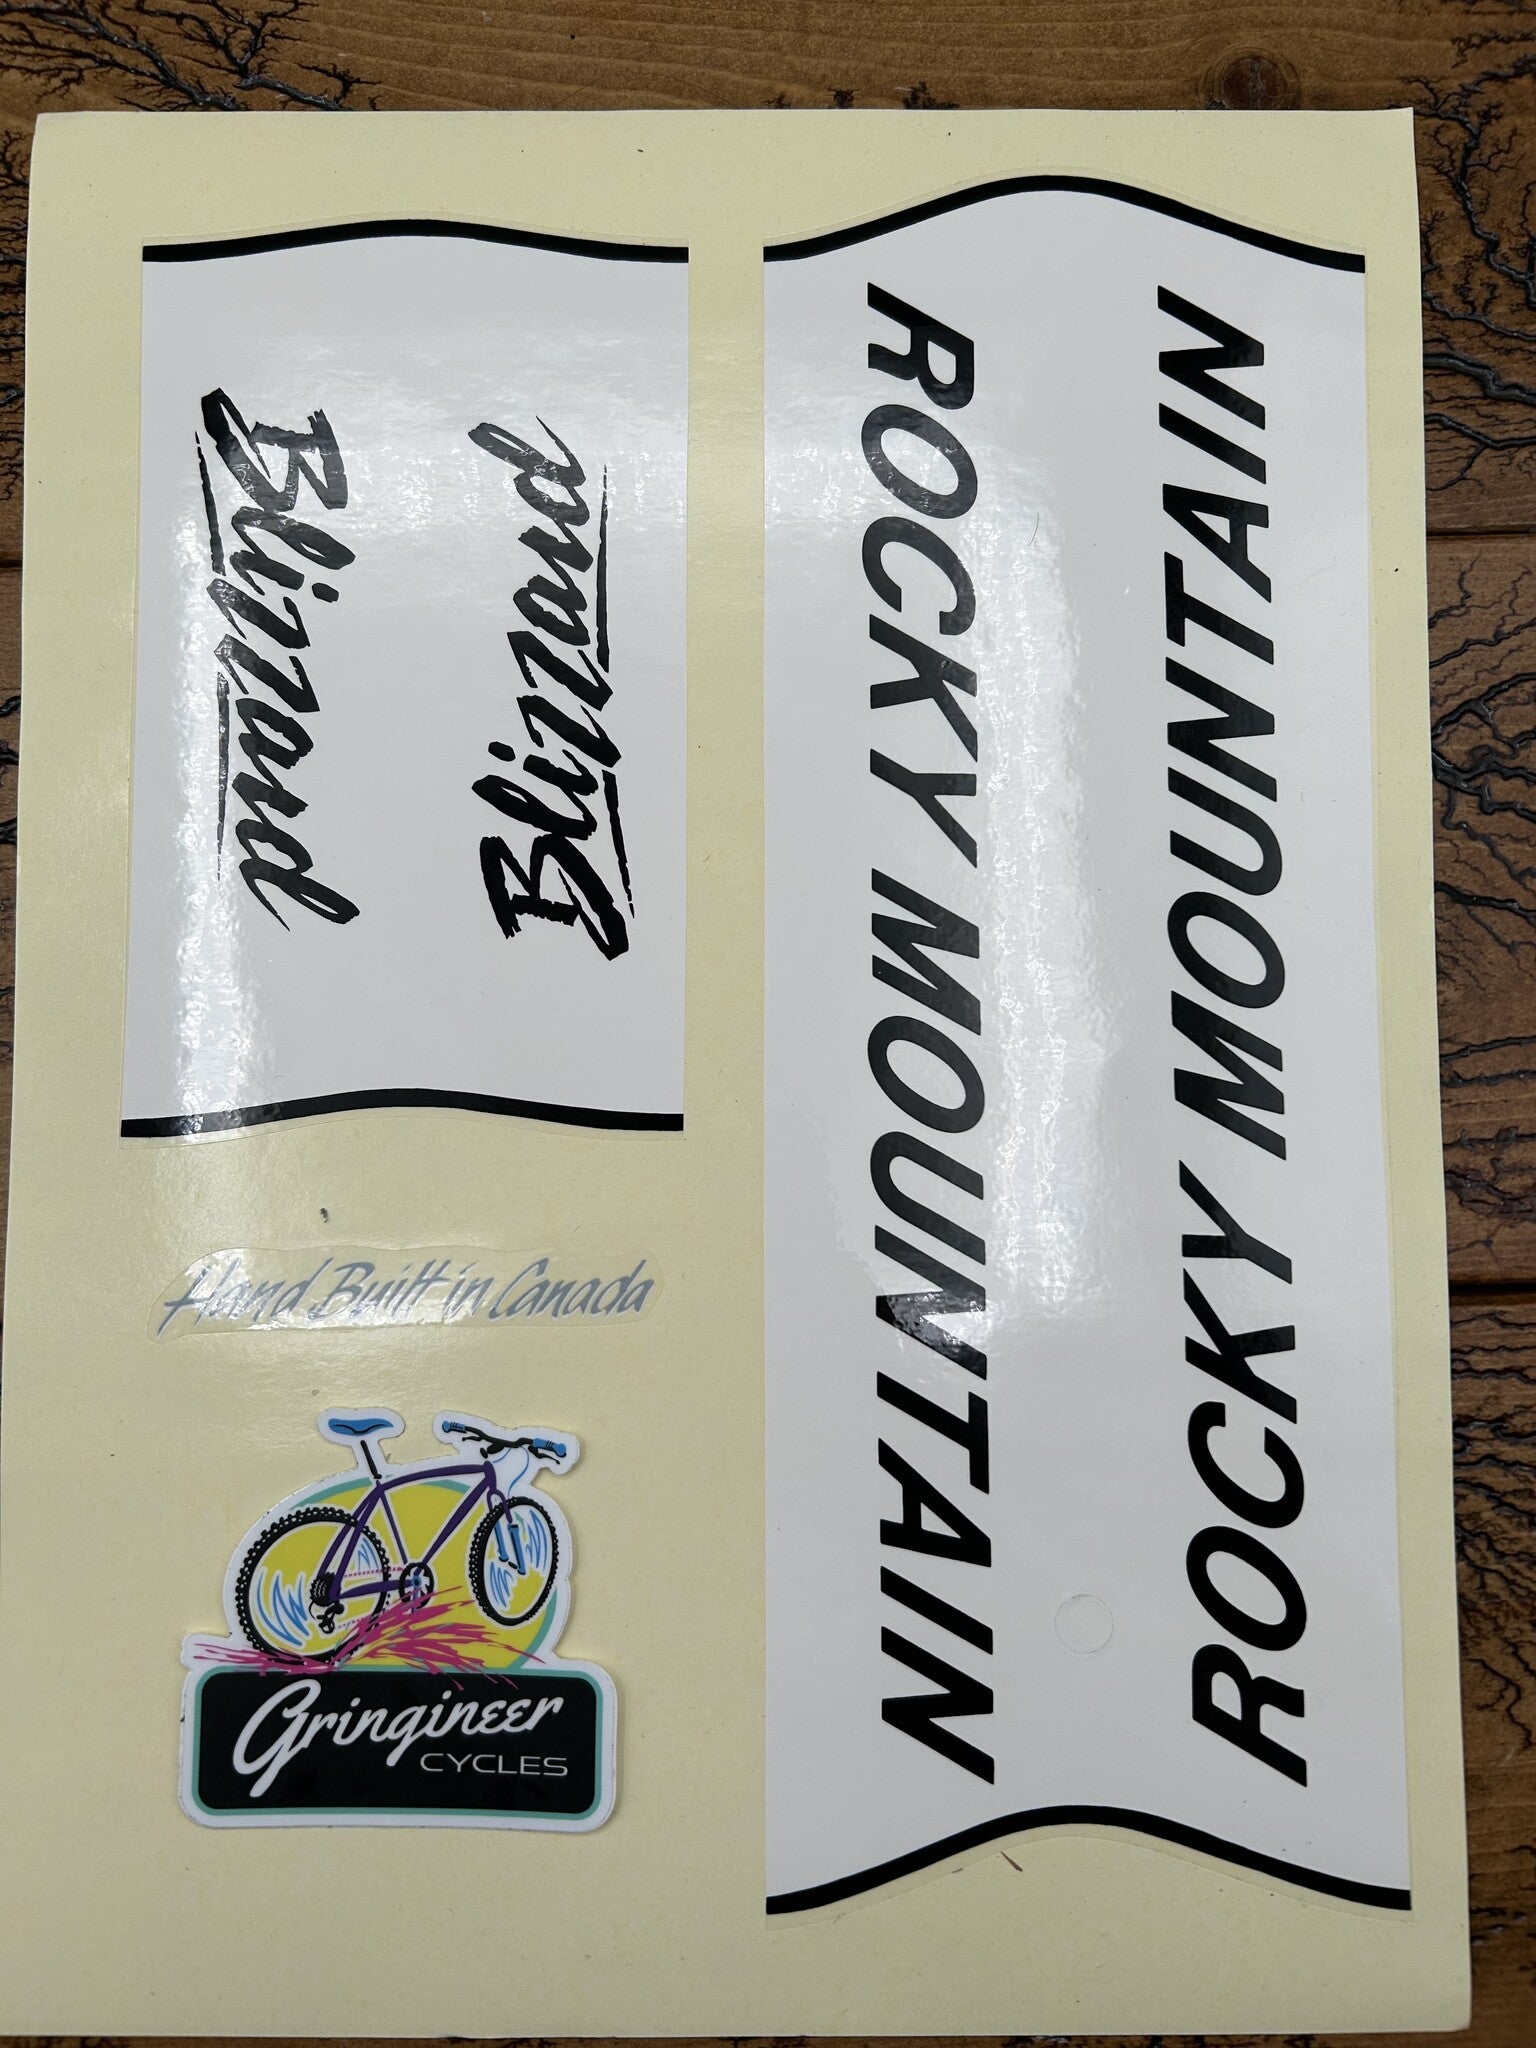 Blizzard
Blizzard
ROCKY MOUNTAIN
ROCKY MOUNTAIN
Hand Built in Canada
Gringineer
CYCLES